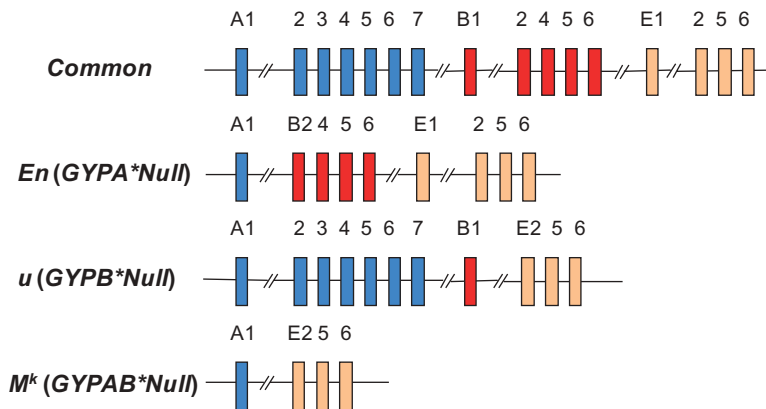 A1 2 3 4 5 6 7 B1 2 4 5 6 E1 2 5 6
Common
A1 B2 4 5 6 E1 2 5 6
En (GYPA*Null)
A1 2 3 4 5 6 7 B1 E2 5 6
u (GYPB*Null)
A1 E2 5 6
Mᵏ (GYPAB*Null)